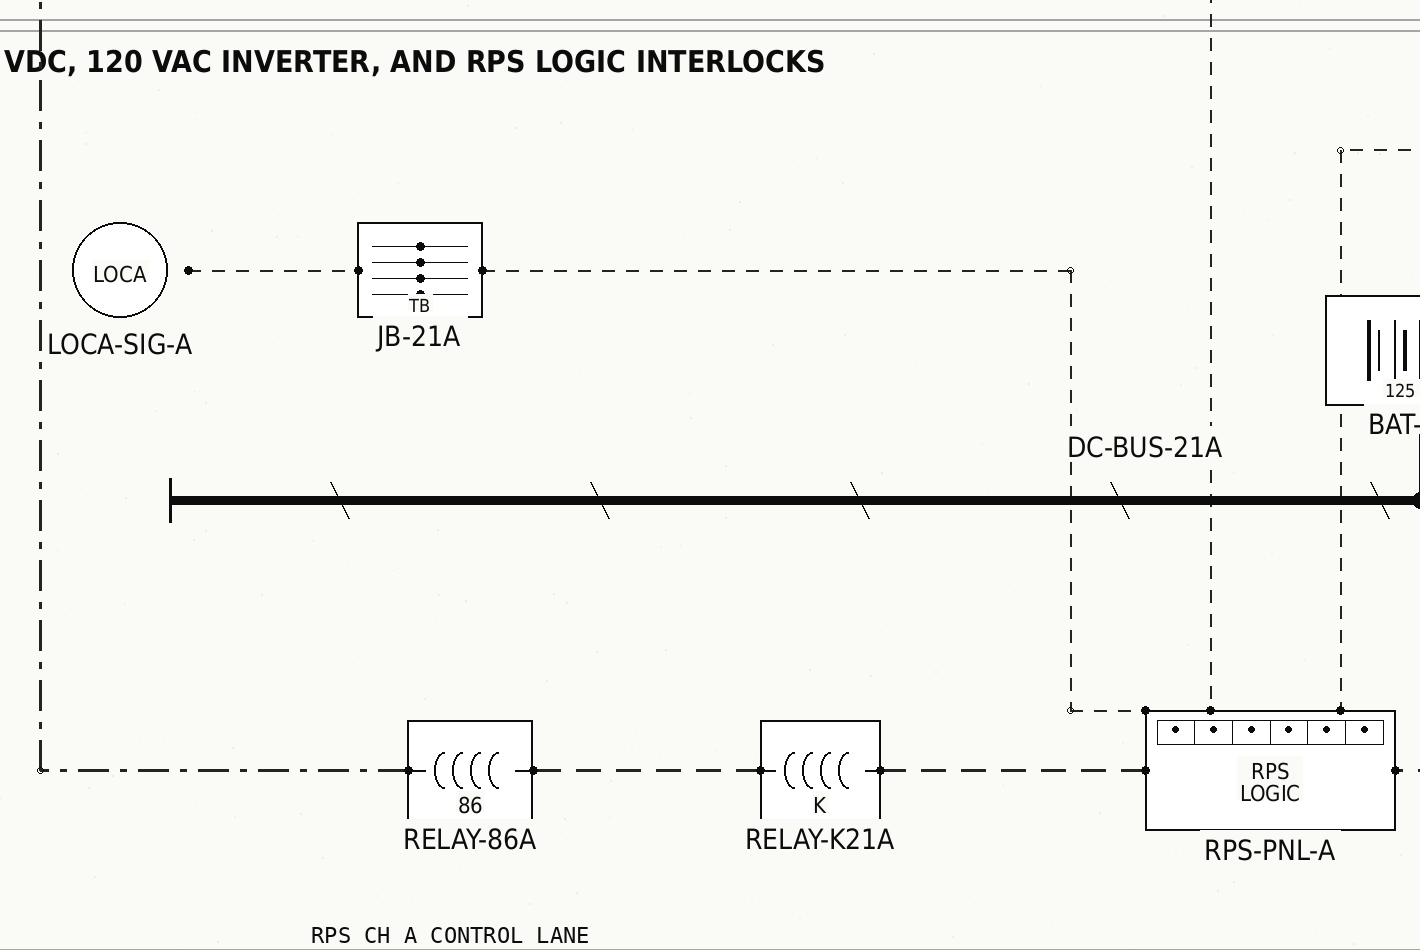 VDC, 120 VAC INVERTER, AND RPS LOGIC INTERLOCKS
LOCA
LOCA-SIG-A
TB
JB-21A
125
BAT-
DC-BUS-21A
86
RELAY-86A
K
RELAY-K21A
RPS
LOGIC
RPS-PNL-A
RPS CH A CONTROL LANE